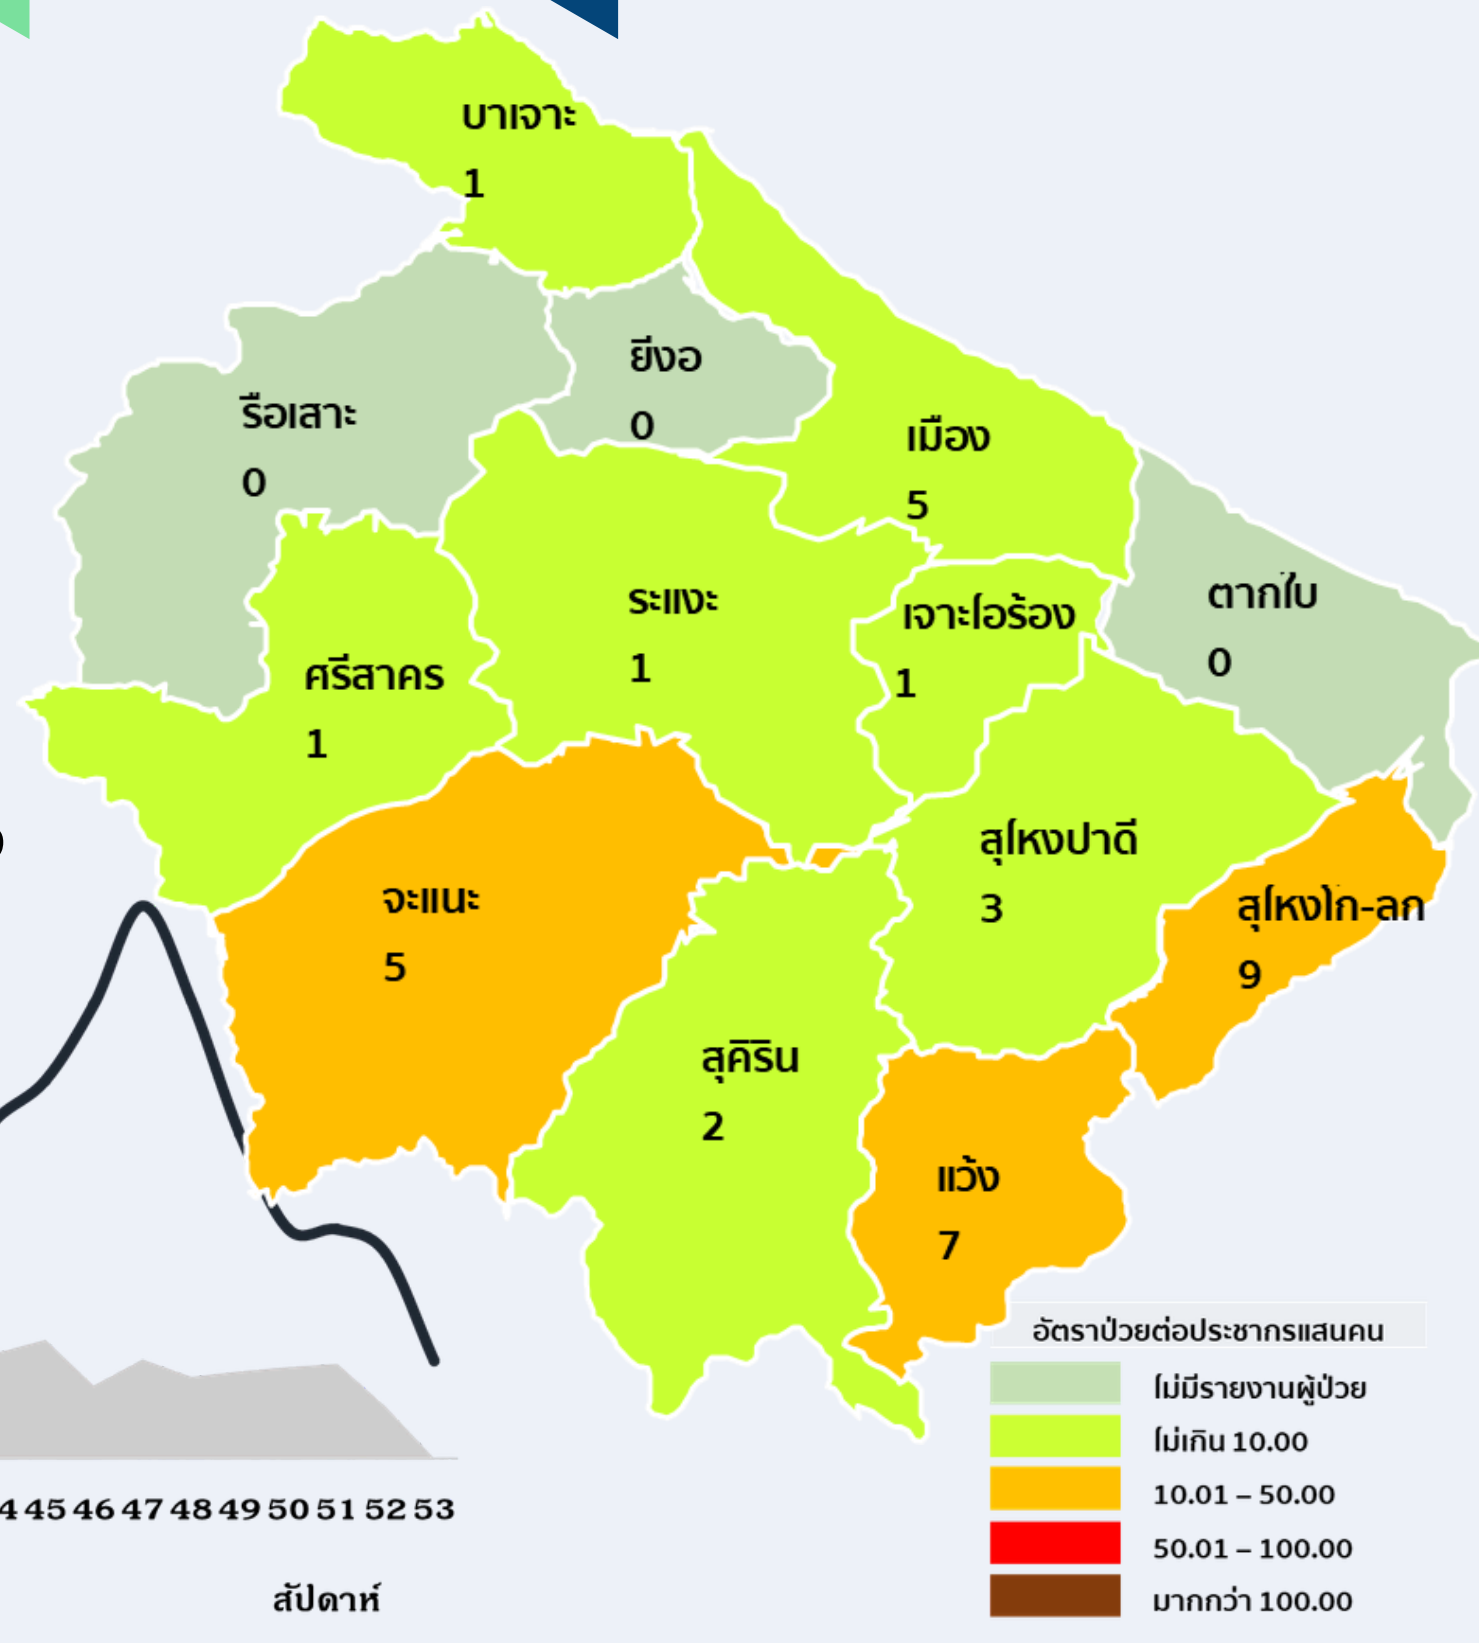 บาเจาะ
1
ยีงอ
0
รือเสาะ
0
เมือง
5
ตากใบ
0
ระแงะ
1
เจาะไอร้อง
1
ศรีสาคร
1
สุไหงปาดี
3
จะแนะ
5
สุไหงโก-ลก
9
สุคิริน
2
แว้ง
7
อัตราป่วยต่อประชากรแสนคน
ไม่มีรายงานผู้ป่วย
ไม่เกิน 10.00
10.01 – 50.00
50.01 – 100.00
มากกว่า 100.00
4 45 46 47 48 49 50 51 52 53
สัปดาห์